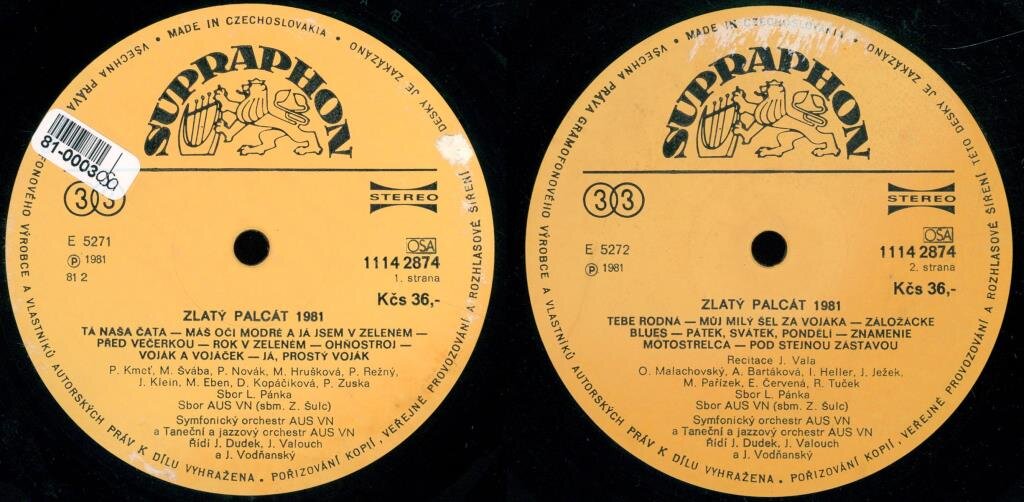 VŠECHNA PRÁVA • MADE IN CZECHOSLOVAKIA • DESKY JE ZAKÁZÁNO
FONOVÉHO VÝROBCE A VLASTNÍKŮ AUTORSKÝCH PRÁV K DÍLU VYHRAŽENA. POŘIZOVÁNÍ KOPIÍ, VEŘEJNÉ PROVOZOVÁNÍ A ROZHLASOVÉ ŠÍŘENÍ
SUPRAPHON
81-0003
33
STEREO
E 5271
Ⓟ 1981
81 2
OSA
1114 2874
1. strana
Kčs 36,-
ZLATÝ PALCÁT 1981
TÁ NAŠA ČATA — MÁŠ OČI MODRÉ A JÁ JSEM V ZELENÉM —
PŘED VEČERKOU — ROK V ZELENÉM — OHŇOSTROJ —
VOJÁK A VOJÁČEK — JÁ, PROSTÝ VOJÁK
P. Kmeť, M. Švába, P. Novák, M. Hrušková, P. Režný,
J. Klein, M. Eben, D. Kopáčiková, P. Zuska
Sbor L. Pánka
Sbor AUS VN (sbm. Z. Šulc)
Symfonický orchestr AUS VN
a Taneční a jazzový orchestr AUS VN
Řídí J. Dudek, J. Valouch
a J. Vodňanský
VŠECHNA PRÁVA GRAMOFONOVÉHO VÝROBCE A VLASTNÍKŮ AUTORSKÝCH PRÁV K DÍLU VYHRAŽENA. • POŘIZOVÁNÍ KOPIÍ, VEŘEJNÉ PROVOZOVÁNÍ A ROZHLASOVÉ ŠÍŘENÍ TÉTO DESKY JE ZAKÁZÁNO
• MADE IN CZECHOSLOVAKIA •
SUPRAPHON
33
STEREO
E 5272
Ⓟ 1981
OSA
1114 2874
2. strana
Kčs 36,-
ZLATÝ PALCÁT 1981
TEBE RODNÁ — MŮJ MILÝ ŠEL ZA VOJÁKA — ZÁLOŽÁCKÉ
BLUES — PÁTEK, SVÁTEK, PONDĚLÍ — ZNAMENIE
MOTOSTRELCA — POD STEJNOU ZÁSTAVOU
Recitace J. Vala
O. Malachovský, A. Bartáková, I. Heller, J. Ježek,
M. Pařízek, E. Červená, R. Tuček
Sbor L. Pánka
Sbor AUS VN (sbm. Z. Šulc)
Symfonický orchestr AUS VN
a Taneční a jazzový orchestr AUS VN
Řídí J. Dudek, J. Valouch
a J. Vodňanský